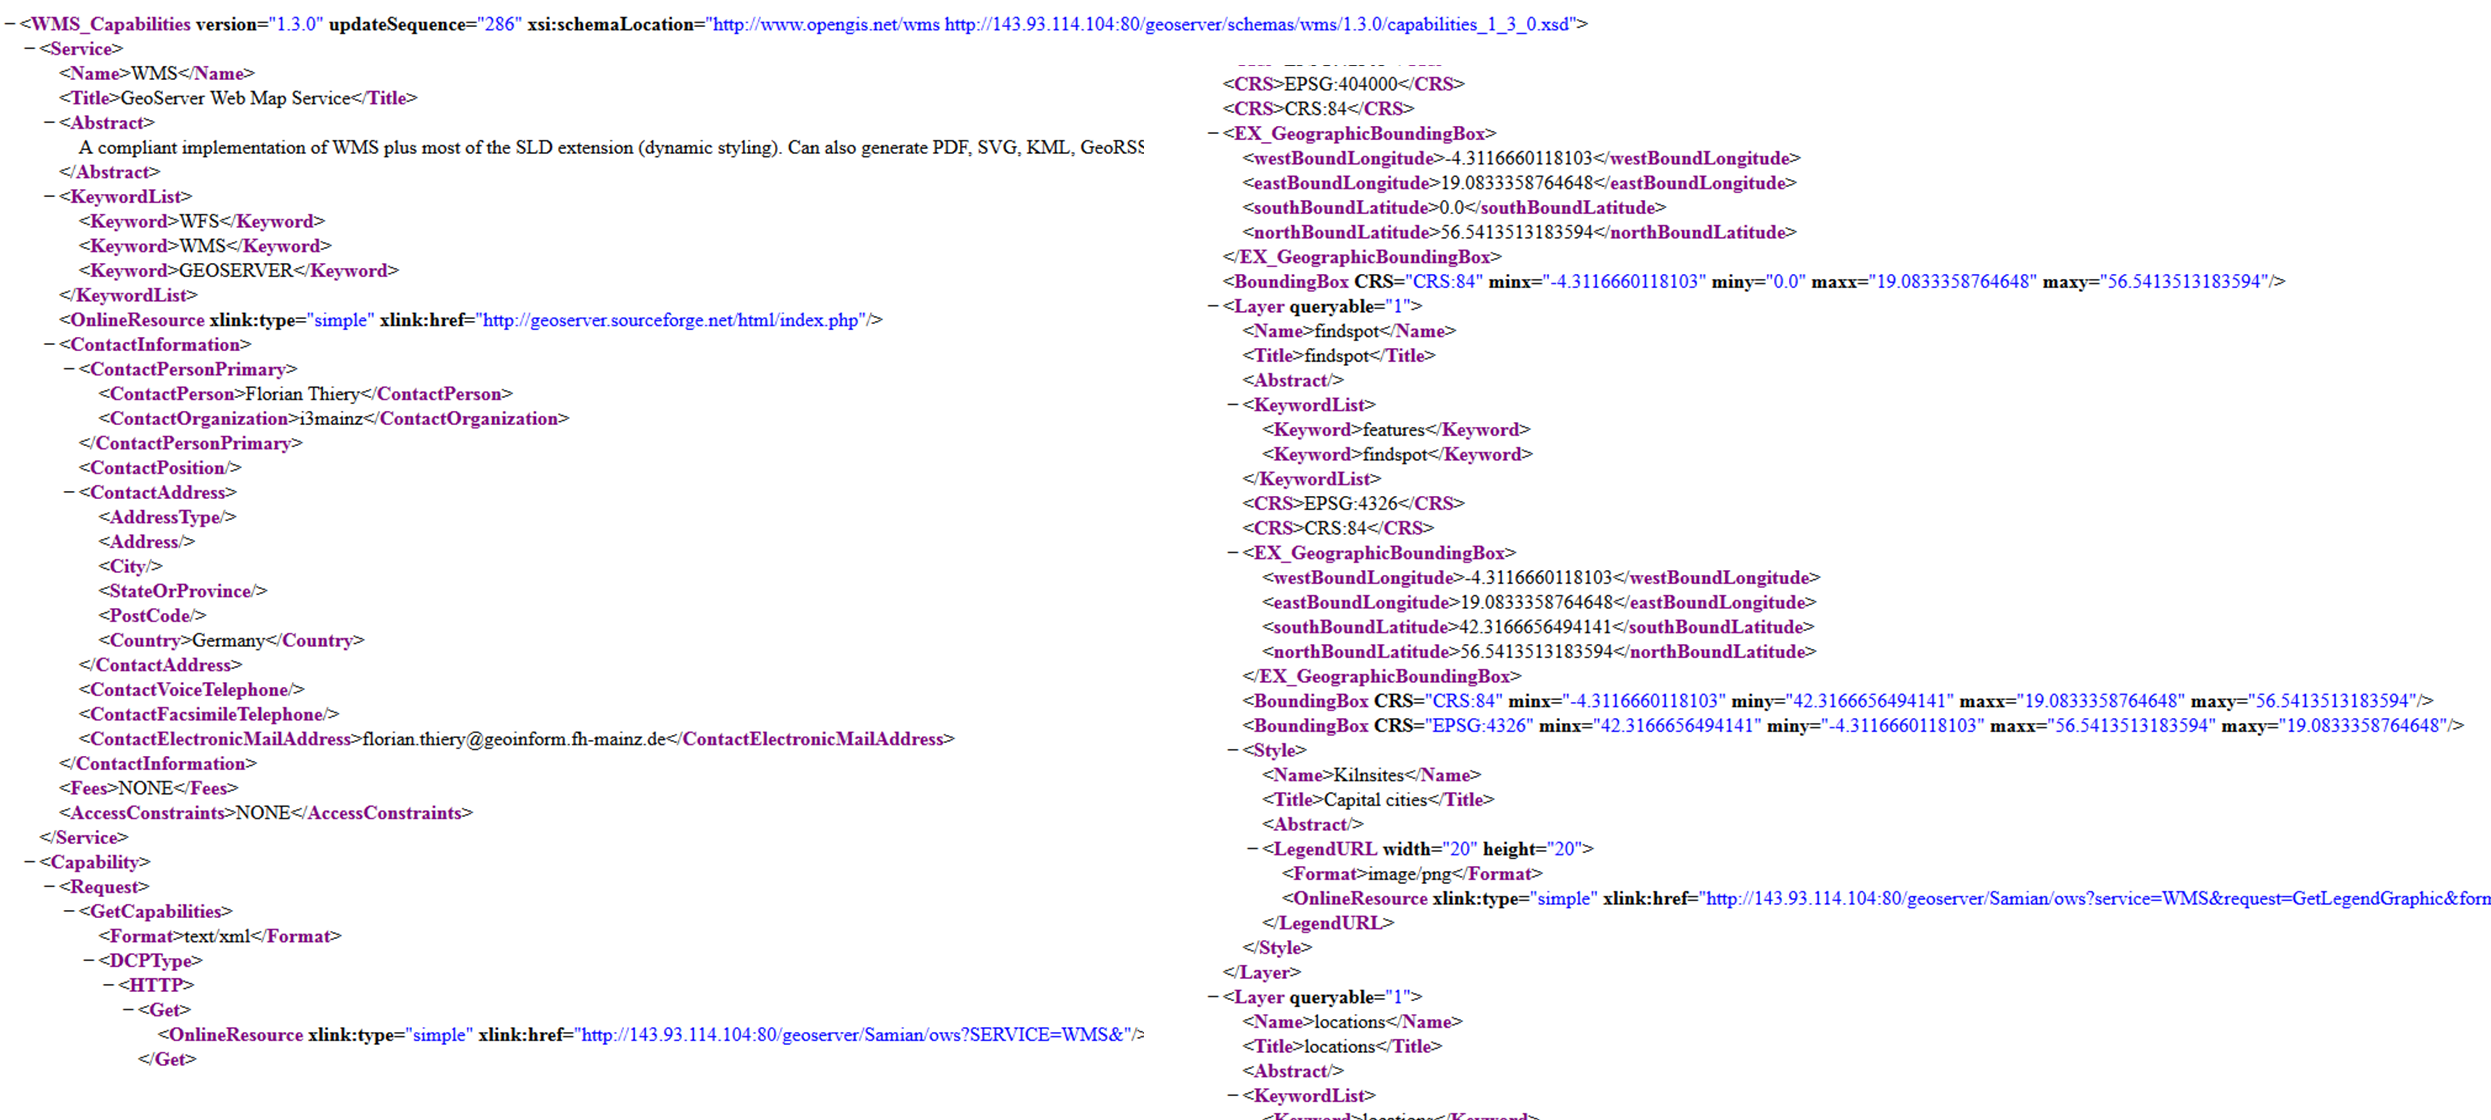 − <WMS_Capabilities version="1.3.0" updateSequence="286" xsi:schemaLocation="http://www.opengis.net/wms http://143.93.114.104:80/geoserver/schemas/wms/1.3.0/capabilities_1_3_0.xsd">
− <Service>
<Name>WMS</Name>
<Title>GeoServer Web Map Service</Title>
− <Abstract>
A compliant implementation of WMS plus most of the SLD extension (dynamic styling). Can also generate PDF, SVG, KML, GeoRSS
</Abstract>
− <KeywordList>
<Keyword>WFS</Keyword>
<Keyword>WMS</Keyword>
<Keyword>GEOSERVER</Keyword>
</KeywordList>
<OnlineResource xlink:type="simple" xlink:href="http://geoserver.sourceforge.net/html/index.php"/>
− <ContactInformation>
− <ContactPersonPrimary>
<ContactPerson>Florian Thiery</ContactPerson>
<ContactOrganization>i3mainz</ContactOrganization>
</ContactPersonPrimary>
<ContactPosition/>
− <ContactAddress>
<AddressType/>
<Address/>
<City/>
<StateOrProvince/>
<PostCode/>
<Country>Germany</Country>
</ContactAddress>
<ContactVoiceTelephone/>
<ContactFacsimileTelephone/>
<ContactElectronicMailAddress>florian.thiery@geoinform.fh-mainz.de</ContactElectronicMailAddress>
</ContactInformation>
<Fees>NONE</Fees>
<AccessConstraints>NONE</AccessConstraints>
</Service>
− <Capability>
− <Request>
− <GetCapabilities>
<Format>text/xml</Format>
− <DCPType>
− <HTTP>
− <Get>
<OnlineResource xlink:type="simple" xlink:href="http://143.93.114.104:80/geoserver/Samian/ows?SERVICE=WMS&"/>
</Get>
<CRS>EPSG:404000</CRS>
<CRS>CRS:84</CRS>
− <EX_GeographicBoundingBox>
<westBoundLongitude>-4.3116660118103</westBoundLongitude>
<eastBoundLongitude>19.0833358764648</eastBoundLongitude>
<southBoundLatitude>0.0</southBoundLatitude>
<northBoundLatitude>56.5413513183594</northBoundLatitude>
</EX_GeographicBoundingBox>
<BoundingBox CRS="CRS:84" minx="-4.3116660118103" miny="0.0" maxx="19.0833358764648" maxy="56.5413513183594"/>
− <Layer queryable="1">
<Name>findspot</Name>
<Title>findspot</Title>
<Abstract/>
− <KeywordList>
<Keyword>features</Keyword>
<Keyword>findspot</Keyword>
</KeywordList>
<CRS>EPSG:4326</CRS>
<CRS>CRS:84</CRS>
− <EX_GeographicBoundingBox>
<westBoundLongitude>-4.3116660118103</westBoundLongitude>
<eastBoundLongitude>19.0833358764648</eastBoundLongitude>
<southBoundLatitude>42.3166656494141</southBoundLatitude>
<northBoundLatitude>56.5413513183594</northBoundLatitude>
</EX_GeographicBoundingBox>
<BoundingBox CRS="CRS:84" minx="-4.3116660118103" miny="42.3166656494141" maxx="19.0833358764648" maxy="56.5413513183594"/>
<BoundingBox CRS="EPSG:4326" minx="42.3166656494141" miny="-4.3116660118103" maxx="56.5413513183594" maxy="19.0833358764648"/>
− <Style>
<Name>Kilnsites</Name>
<Title>Capital cities</Title>
<Abstract/>
− <LegendURL width="20" height="20">
<Format>image/png</Format>
<OnlineResource xlink:type="simple" xlink:href="http://143.93.114.104:80/geoserver/Samian/ows?service=WMS&request=GetLegendGraphic&form
</LegendURL>
</Style>
</Layer>
− <Layer queryable="1">
<Name>locations</Name>
<Title>locations</Title>
<Abstract/>
− <KeywordList>
<Keyword>locations</Keyword>